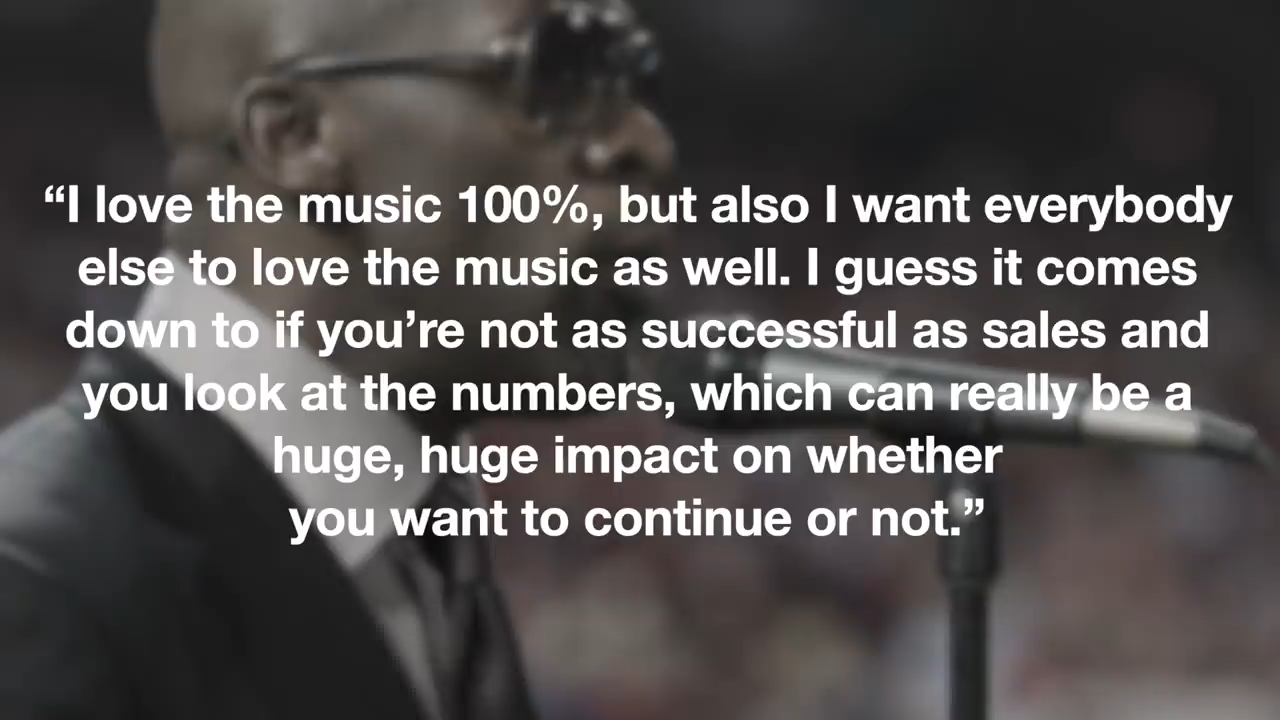 “I love the music 100%, but also I want everybody
else to love the music as well. I guess it comes
down to if you’re not as successful as sales and
you look at the numbers, which can really be a
huge, huge impact on whether
you want to continue or not.”